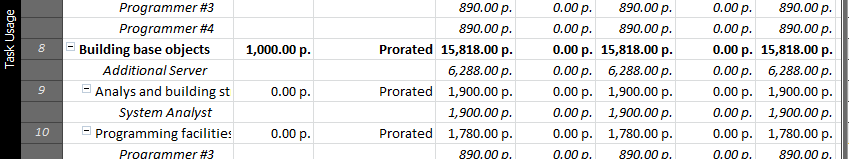 Task Usage
Programmer #3 890.00 p. 0.00 p. 890.00 p. 0.00 p. 890.00 p.
Programmer #4 890.00 p. 0.00 p. 890.00 p. 0.00 p. 890.00 p.
8 Building base objects 1,000.00 p. Prorated 15,818.00 p. 0.00 p. 15,818.00 p. 0.00 p. 15,818.00 p.
Additional Server 6,288.00 p. 0.00 p. 6,288.00 p. 0.00 p. 6,288.00 p.
9 Analys and building st 0.00 p. Prorated 1,900.00 p. 0.00 p. 1,900.00 p. 0.00 p. 1,900.00 p.
System Analyst 1,900.00 p. 0.00 p. 1,900.00 p. 0.00 p. 1,900.00 p.
10 Programming facilities 0.00 p. Prorated 1,780.00 p. 0.00 p. 1,780.00 p. 0.00 p. 1,780.00 p.
Programmer #3 890.00 p. 0.00 p. 890.00 p. 0.00 p. 890.00 p.